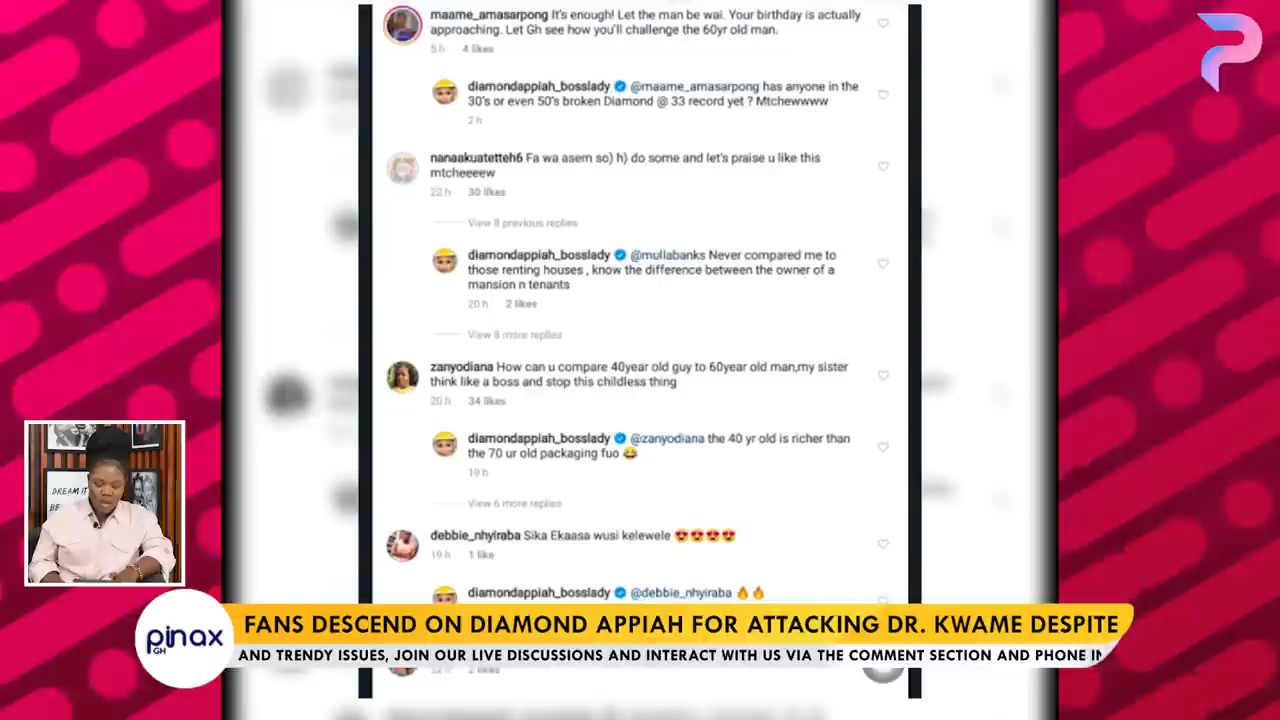 maame_amasarpong It's enough! Let the man be wai. Your birthday is actually
approaching. Let Gh see how you'll challenge the 60yr old man.
5 h 4 likes
diamondappiah_bosslady @maame_amasarpong has anyone in the
30's or even 50's broken Diamond @ 33 record yet ? Mtchewwww
2 h
nanaakuatetteh6 Fa wa asem so) h) do some and let's praise u like this
mtcheeeew
22 h 30 likes
View 8 previous replies
diamondappiah_bosslady @mullabanks Never compared me to
those renting houses , know the difference between the owner of a
mansion n tenants
20 h 2 likes
View 8 more replies
zanyodiana How can u compare 40year old guy to 60year old man,my sister
think like a boss and stop this childless thing
20 h 34 likes
diamondappiah_bosslady @zanyodiana the 40 yr old is richer than
the 70 ur old packaging fuo 😂
19 h
View 6 more replies
debbie_nhyiraba Sika Ekaasa wusi kelewele 😍😍😍😍
19 h 1 like
diamondappiah_bosslady @debbie_nhyiraba 🔥🔥
DREAM IT
pinax
GH
FANS DESCEND ON DIAMOND APPIAH FOR ATTACKING DR. KWAME DESPITE
AND TRENDY ISSUES, JOIN OUR LIVE DISCUSSIONS AND INTERACT WITH US VIA THE COMMENT SECTION AND PHONE IN